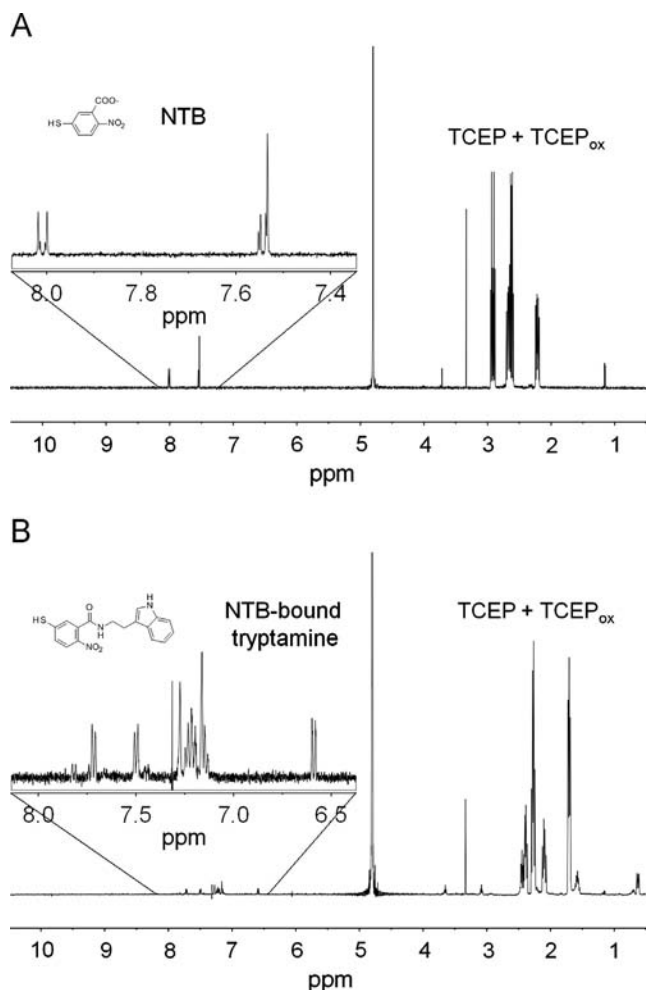 A
COO-
HS
NO2
NTB
TCEP + TCEPox
8.0 7.8 7.6 7.4
ppm
10 9 8 7 6 5 4 3 2 1
ppm
B
H
N
O
HS
N
H
NO2
NTB-bound
tryptamine
TCEP + TCEPox
8.0 7.5 7.0 6.5
ppm
10 9 8 7 6 5 4 3 2 1
ppm